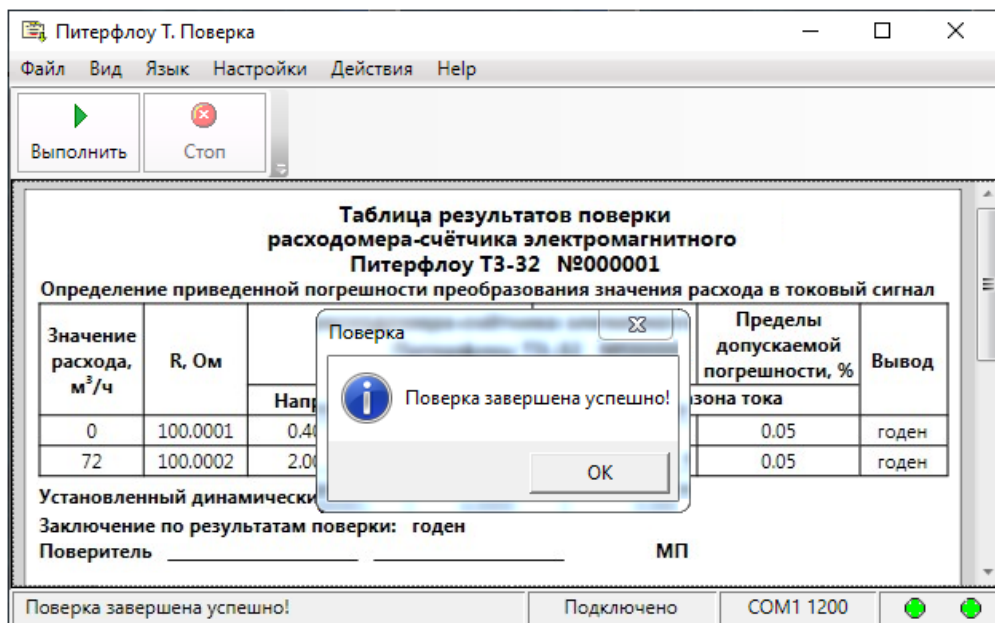 Питерфлоу Т. Поверка
Файл Вид Язык Настройки Действия Help
Выполнить Стоп
Таблица результатов поверки
расходомера-счётчика электромагнитного
Питерфлоу Т3-32 №000001
Определение приведенной погрешности преобразования значения расхода в токовый сигнал
Значение расхода, м³/ч
R, Ом
Пределы допускаемой погрешности, %
Вывод
0 100.0001 0.05 годен
72 100.0002 0.05 годен
Поверка
Поверка завершена успешно!
OK
тока
Установленный
Заключение по результатам поверки: годен
Поверитель МП
Поверка завершена успешно! Подключено COM1 1200